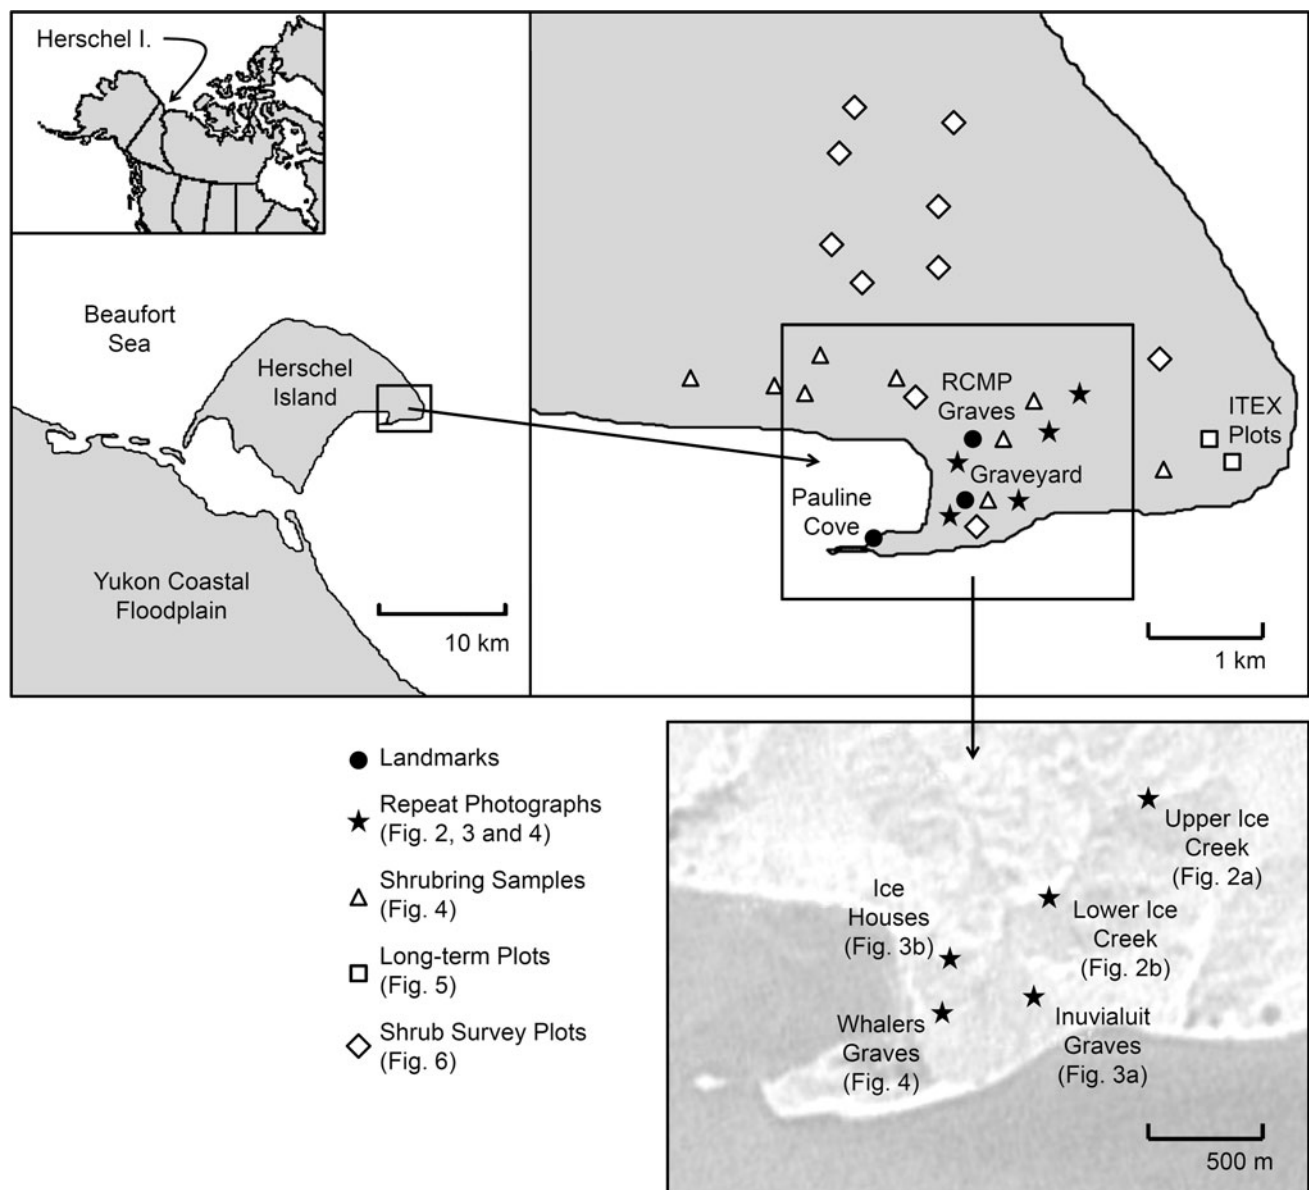 Herschel I.
Beaufort
Sea
Herschel
Island
Yukon Coastal
Floodplain
10 km
RCMP
Graves
ITEX
Plots
Graveyard
Pauline
Cove
1 km
Landmarks
Repeat Photographs
(Fig. 2, 3 and 4)
Shrubring Samples
(Fig. 4)
Long-term Plots
(Fig. 5)
Shrub Survey Plots
(Fig. 6)
Upper Ice
Creek
(Fig. 2a)
Ice
Houses
(Fig. 3b)
Lower Ice
Creek
(Fig. 2b)
Whalers
Graves
(Fig. 4)
Inuvialuit
Graves
(Fig. 3a)
500 m